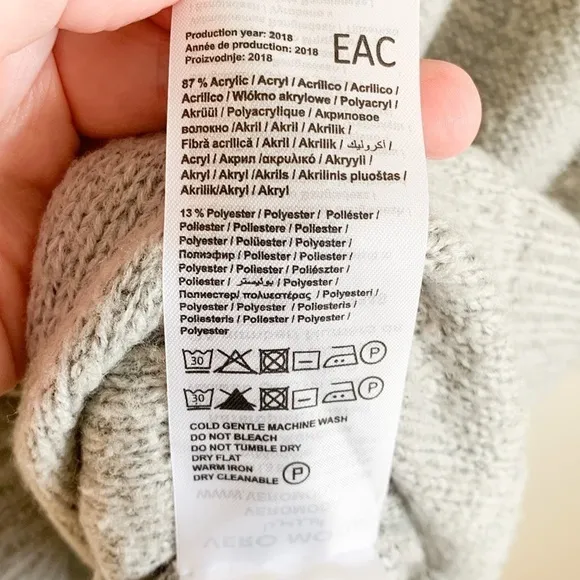 Production year: 2018
Année de production: 2018
Proizvodnje: 2018
EAC
87 % Acrylic / Acryl / Acrílico / Acrilico /
Acrílico / Włókno akrylowe / Polyacryl /
Akrüül / Polyacrylique / Акриловое
волокно /Akril / Akril / Akrilik /
Fibră acrilică / Akril / Akrilik / أكروليك /
Acryl / Акрил /ακρυλικό / Akryyli /
Akryl / Akryl /Akrils / Akrilinis pluoštas /
Akrilik/Akryl / Akryl
13 % Polyester / Polyester / Poliéster /
Poliester / Poliestere / Poliester /
Polyester / Polüester / Polyester /
Полиэфир / Poliester / Poliester /
Polyester / Poliester / Poliészter /
Poliester / بوليستر / Polyester /
Полиестер/ πολυεστέρας / Polyesteri /
Polyester / Polyester / Poliesteris /
Poliesteris / Poliester / Polyester /
Polyester
30 P
30 P
COLD GENTLE MACHINE WASH
DO NOT BLEACH
DO NOT TUMBLE DRY
DRY FLAT
WARM IRON
DRY CLEANABLE P